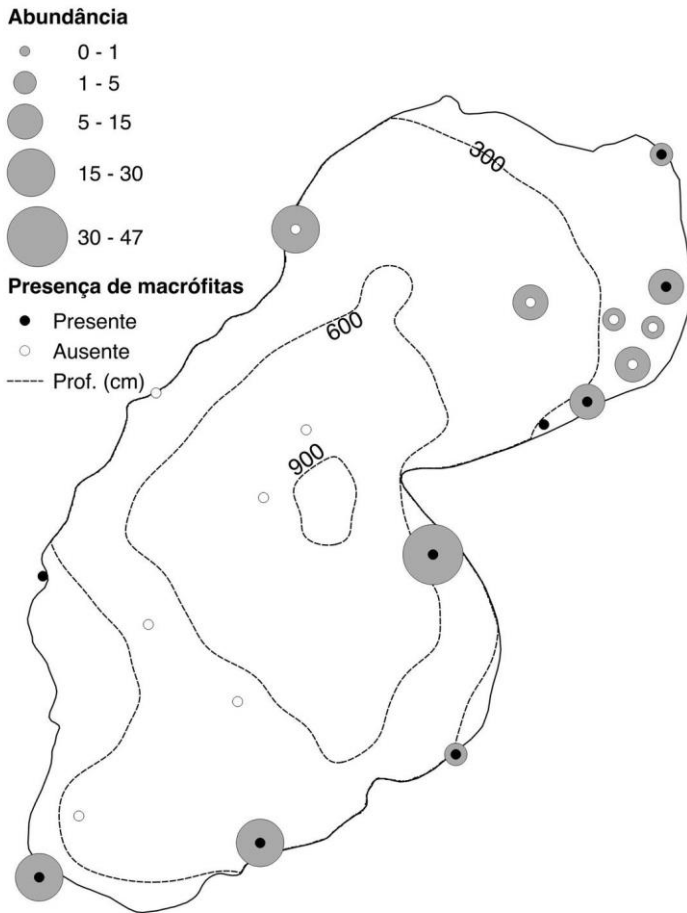 Abundância
0 - 1
1 - 5
5 - 15
15 - 30
30 - 47
Presença de macrófitas
Presente
Ausente
Prof. (cm)
300
600
900